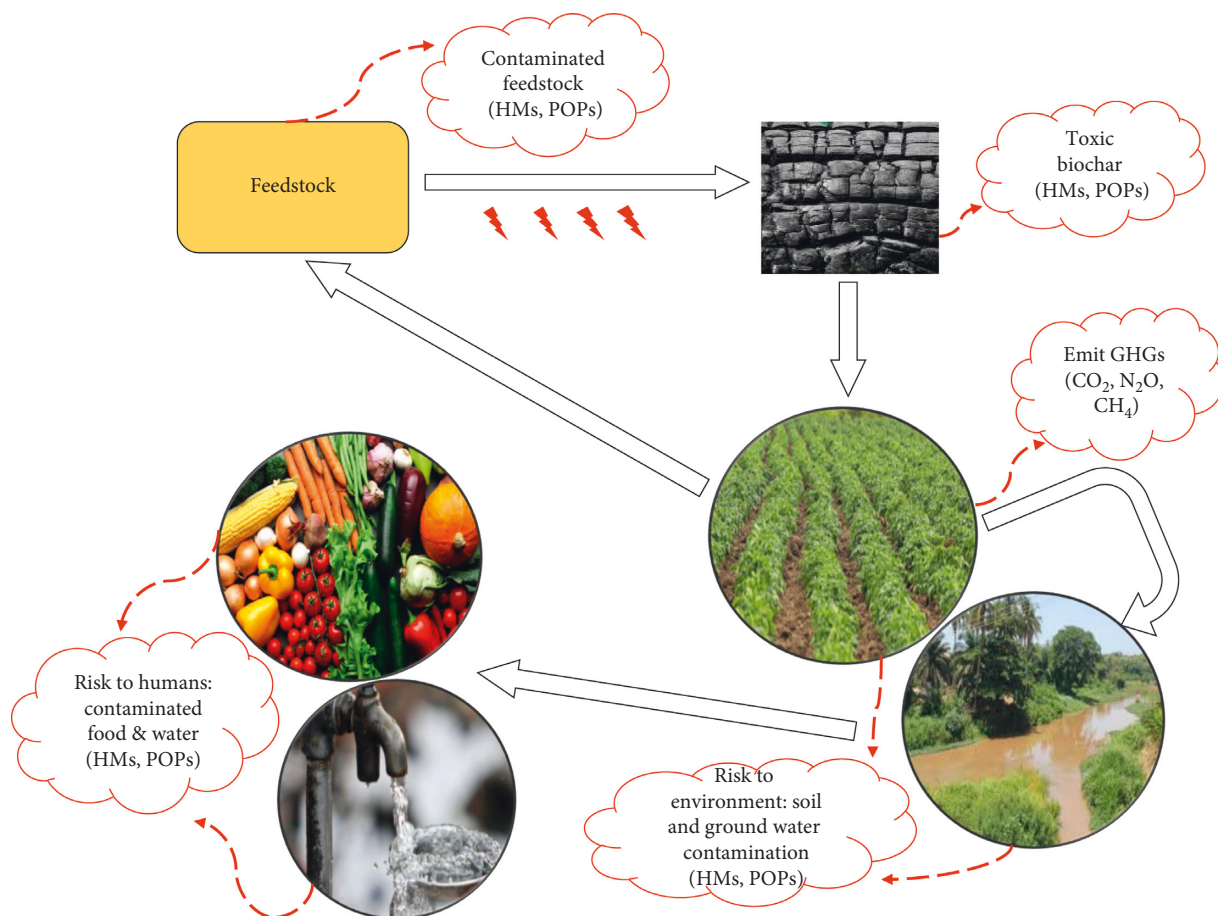 Contaminated
feedstock
(HMs, POPs)
Feedstock
Toxic
biochar
(HMs, POPs)
Emit GHGs
(CO₂, N₂O,
CH₄)
Risk to humans:
contaminated
food & water
(HMs, POPs)
Risk to
environment: soil
and ground water
contamination
(HMs, POPs)